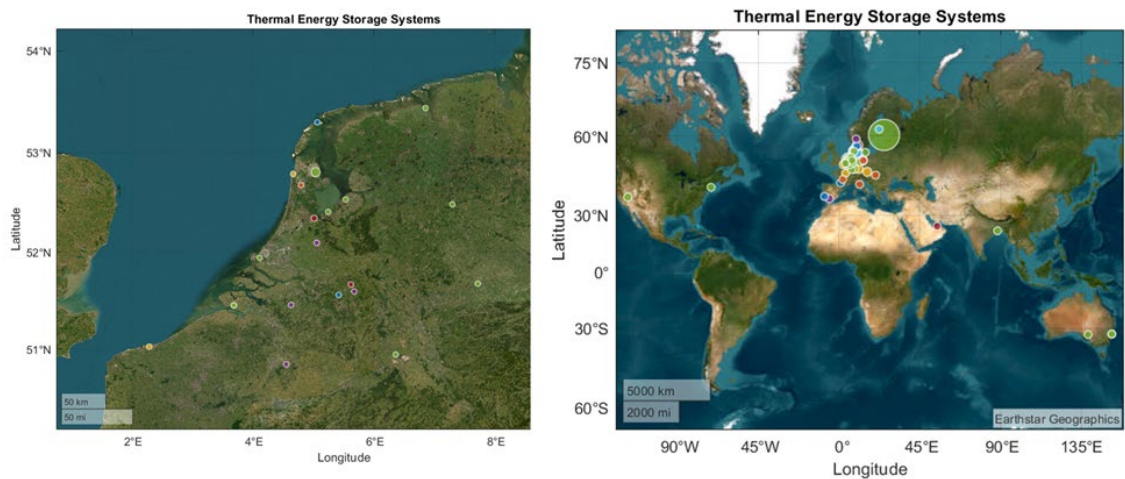 Thermal Energy Storage Systems
54°N
53°N
52°N
51°N
Latitude
50 km
50 mi
2°E
4°E
6°E
8°E
Longitude
Thermal Energy Storage Systems
75°N
60°N
30°N
0°
30°S
60°S
Latitude
5000 km
2000 mi
Earthstar Geographics
90°W
45°W
0°
45°E
90°E
135°E
Longitude